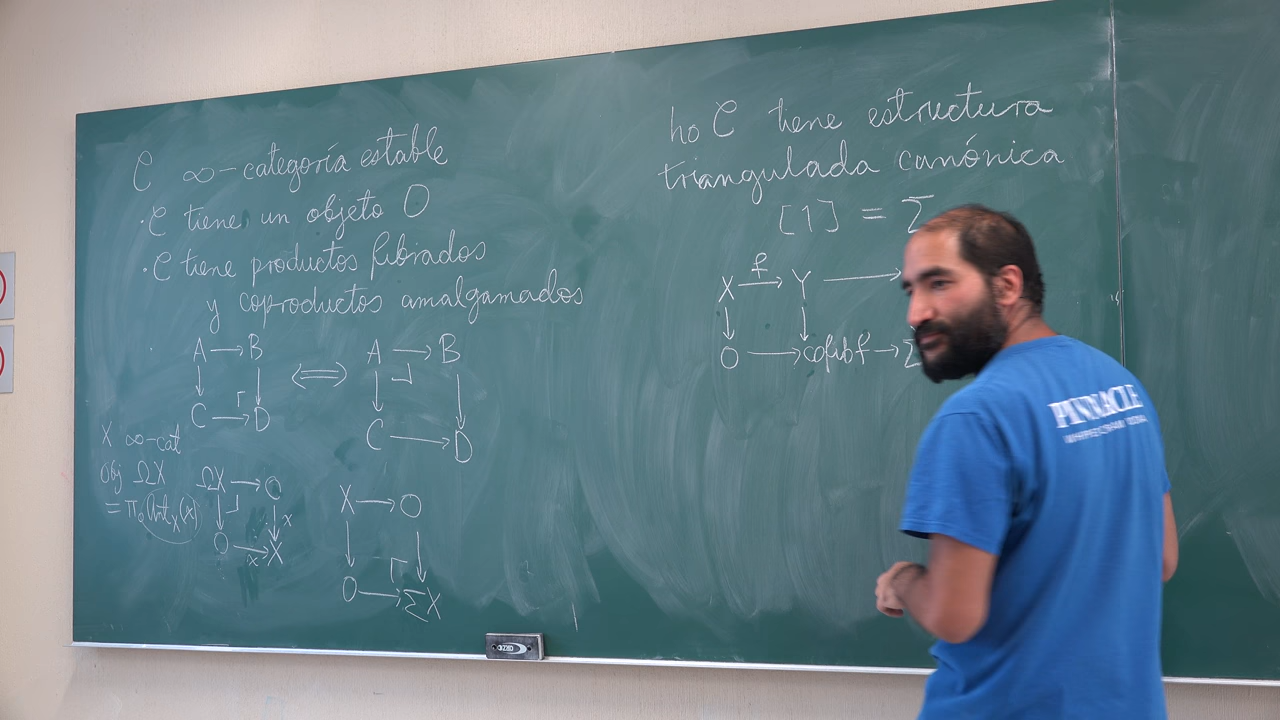 C ∞-categoría estable
· C tiene un objeto 0
· C tiene productos fibrados
y coproductos amalgamados
A → B ⟺ A → B
↓ ↓ ↓ ⌟ ↓
C → D C → D
X ∞-cat
Obj ΩX
ΩX → 0
0 → X
x
x
X → 0
0 → ΣX
ho C tiene estructura
triangulada canónica
[1] = Σ
X f→ Y →
↓ ↓
0 → cofib f → Σ
PINNACLE